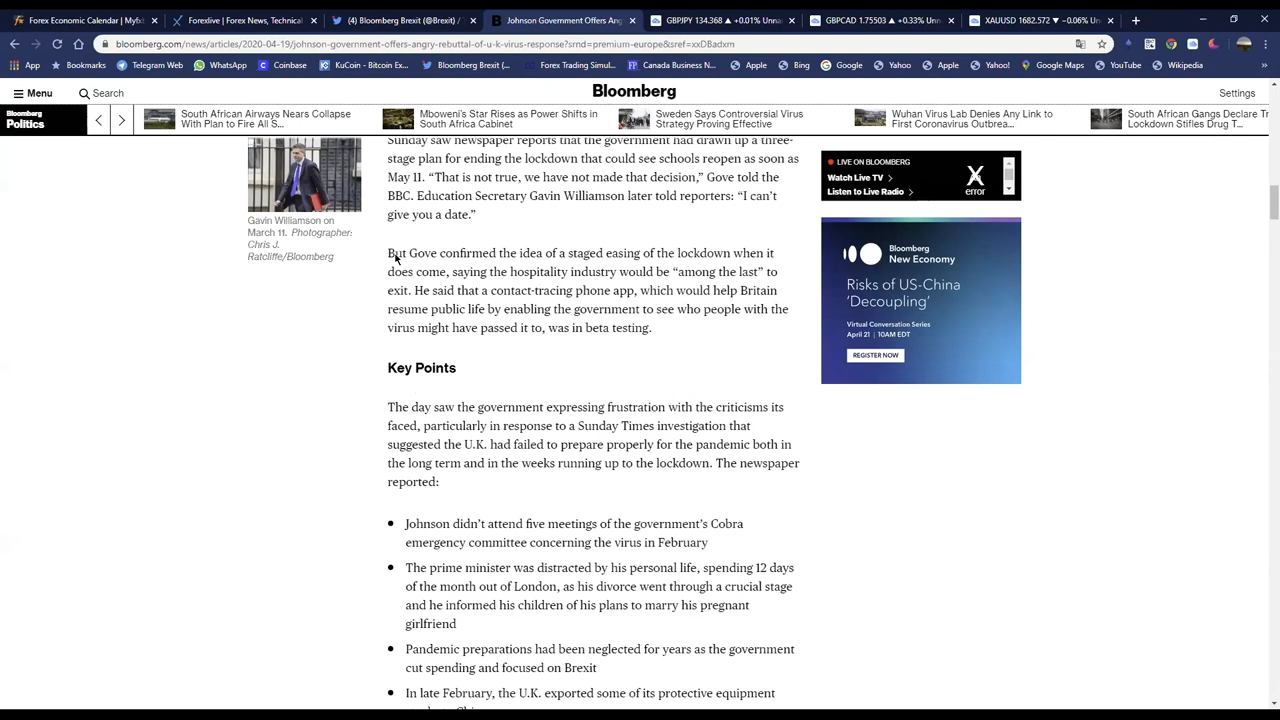 Forex Economic Calendar | Myfx
Forexlive | Forex News, Technical
(4) Bloomberg Brexit (@Brexit) /
Johnson Government Offers Ang
GBPJPY 134.368 ▲ +0.01% Unna
GBPCAD 1.75503 ▲ +0.33% Unn
XAUUSD 1682.572 ▼ −0.06% Un
bloomberg.com/news/articles/2020-04-19/johnson-government-offers-angry-rebuttal-of-u-k-virus-response?srnd=premium-europe&sref=xxDBadxm
Apps
Bookmarks
Telegram Web
WhatsApp
Coinbase
KuCoin - Bitcoin Ex...
Bloomberg Brexit (...
Forex Trading Simul...
Canada Business N...
Apple
Bing
Google
Yahoo
Apple
Yahoo!
Google Maps
YouTube
Wikipedia
Menu
Search
Bloomberg
Settings
Bloomberg
Politics
South African Airways Nears Collapse
With Plan to Fire All S...
Mboweni's Star Rises as Power Shifts in
South Africa Cabinet
Sweden Says Controversial Virus
Strategy Proving Effective
Wuhan Virus Lab Denies Any Link to
First Coronavirus Outbrea...
South African Gangs Declare Tr
Lockdown Stifles Drug T...
Gavin Williamson on
March 11. Photographer:
Chris J.
Ratcliffe/Bloomberg
Sunday saw newspaper reports that the government had drawn up a three-
stage plan for ending the lockdown that could see schools reopen as soon as
May 11. “That is not true, we have not made that decision,” Gove told the
BBC. Education Secretary Gavin Williamson later told reporters: “I can’t
give you a date.”
But Gove confirmed the idea of a staged easing of the lockdown when it
does come, saying the hospitality industry would be “among the last” to
exit. He said that a contact-tracing phone app, which would help Britain
resume public life by enabling the government to see who people with the
virus might have passed it to, was in beta testing.
Key Points
The day saw the government expressing frustration with the criticisms its
faced, particularly in response to a Sunday Times investigation that
suggested the U.K. had failed to prepare properly for the pandemic both in
the long term and in the weeks running up to the lockdown. The newspaper
reported:
Johnson didn’t attend five meetings of the government’s Cobra
emergency committee concerning the virus in February
The prime minister was distracted by his personal life, spending 12 days
of the month out of London, as his divorce went through a crucial stage
and he informed his children of his plans to marry his pregnant
girlfriend
Pandemic preparations had been neglected for years as the government
cut spending and focused on Brexit
In late February, the U.K. exported some of its protective equipment
LIVE ON BLOOMBERG
Watch Live TV
Listen to Live Radio
error
Bloomberg
New Economy
Risks of US-China
‘Decoupling’
Virtual Conversation Series
April 21 | 10AM EDT
REGISTER NOW